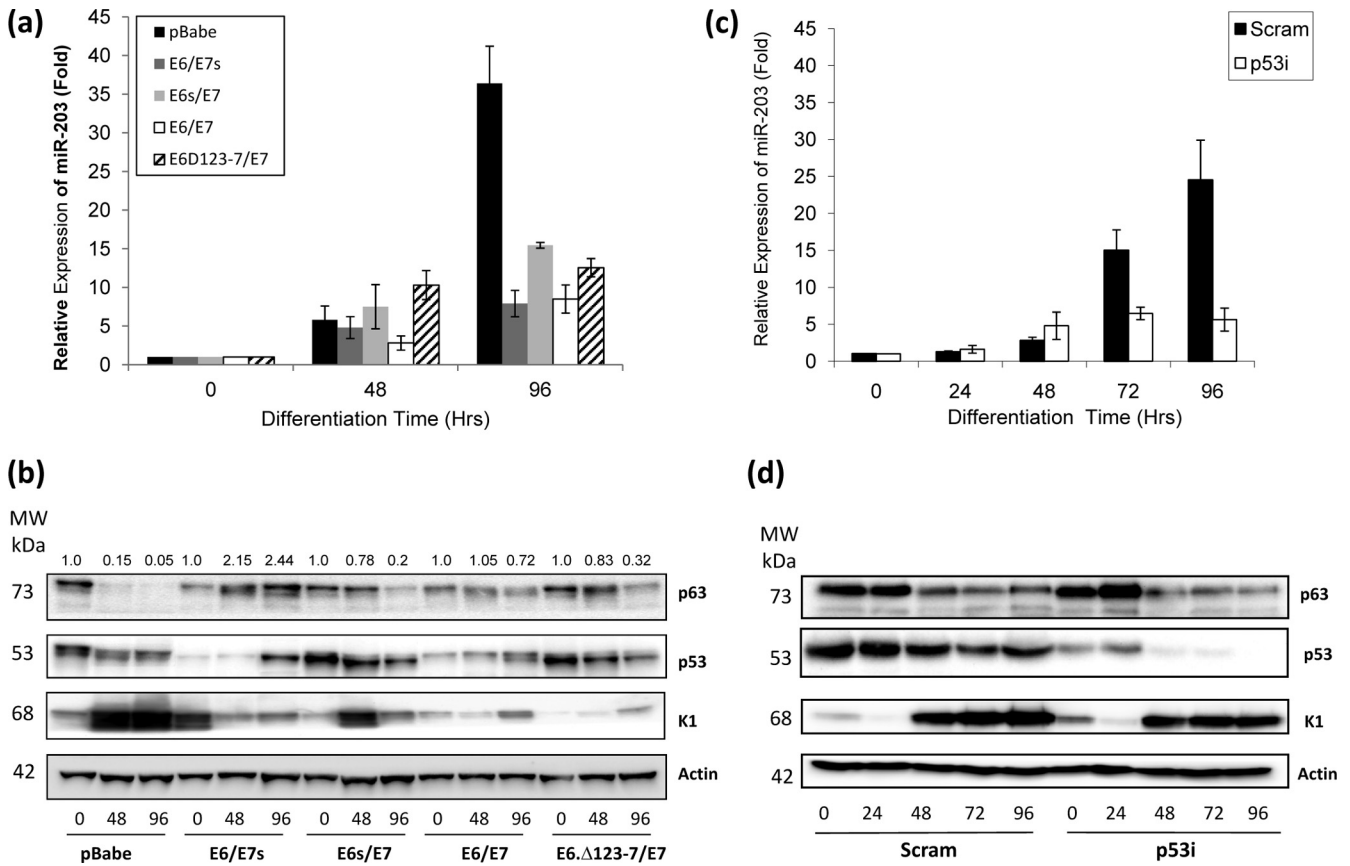 (a)
Relative Expression of miR-203 (Fold)
45
40
35
30
25
20
15
10
5
0
pBabe
E6/E7s
E6s/E7
E6/E7
E6D123-7/E7
0 48 96
Differentiation Time (Hrs)
(c)
Relative Expression of miR-203 (Fold)
45
40
35
30
25
20
15
10
5
0
Scram
p53i
0 24 48 72 96
Differentiation Time (Hrs)
(b)
MW
kDa
1.0 0.15 0.05 1.0 2.15 2.44 1.0 0.78 0.2 1.0 1.05 0.72 1.0 0.83 0.32
73 p63
53 p53
68 K1
42 Actin
0 48 96 0 48 96 0 48 96 0 48 96 0 48 96
pBabe E6/E7s E6s/E7 E6/E7 E6.Δ123-7/E7
(d)
MW
kDa
73 p63
53 p53
68 K1
42 Actin
0 24 48 72 96 0 24 48 72 96
Scram p53i